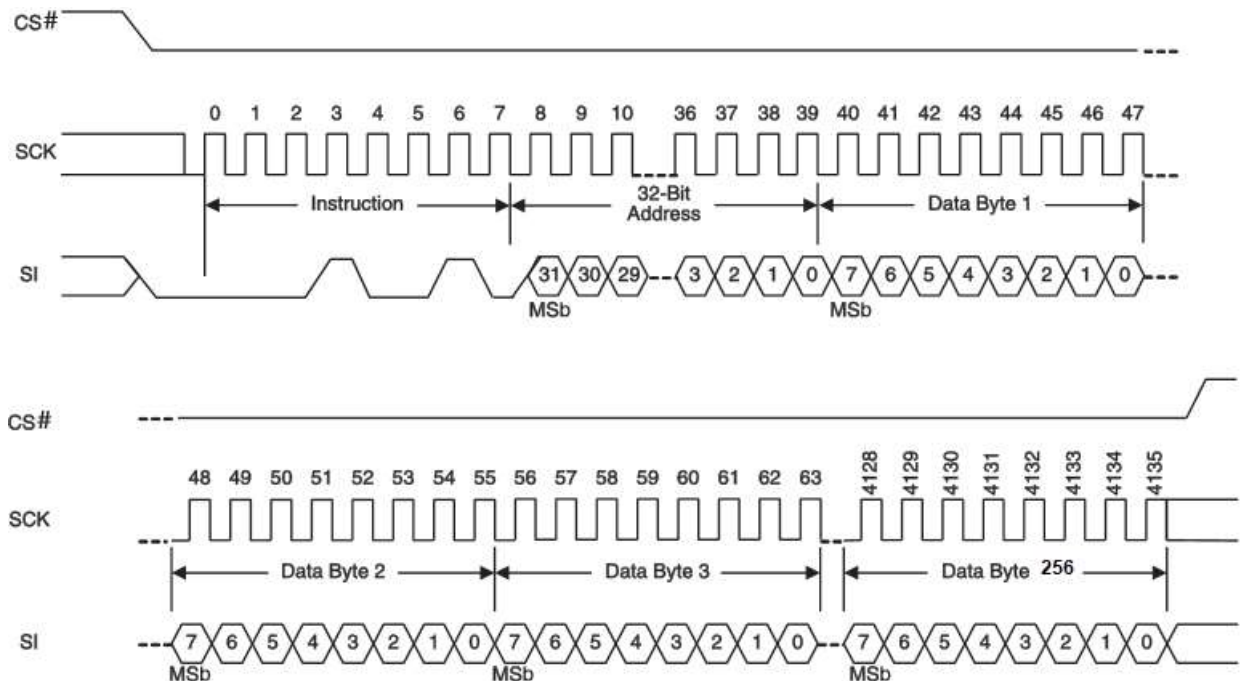 CS#
0 1 2 3 4 5 6 7 8 9 10 36 37 38 39 40 41 42 43 44 45 46 47
SCK
Instruction 32-Bit Address Data Byte 1
SI 31 30 29 3 2 1 0 7 6 5 4 3 2 1 0
MSb MSb
CS#
48 49 50 51 52 53 54 55 56 57 58 59 60 61 62 63 4128 4129 4130 4131 4132 4133 4134 4135
SCK
Data Byte 2 Data Byte 3 Data Byte 256
SI 7 6 5 4 3 2 1 0 7 6 5 4 3 2 1 0 7 6 5 4 3 2 1 0
MSb MSb MSb